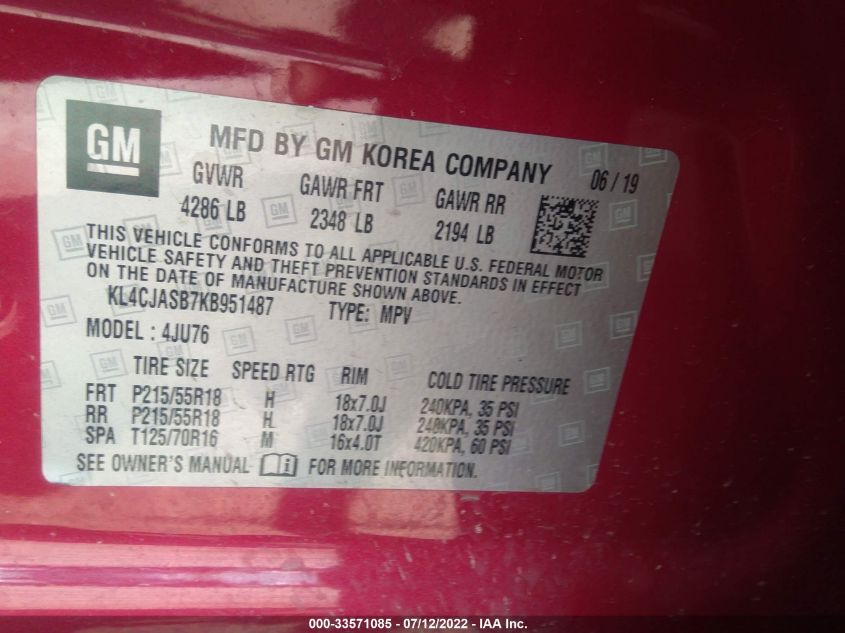 GM
MFD BY GM KOREA COMPANY 06/19
GVWR GAWR FRT GAWR RR
4286 LB 2348 LB 2194 LB
THIS VEHICLE CONFORMS TO ALL APPLICABLE U.S. FEDERAL MOTOR
VEHICLE SAFETY AND THEFT PREVENTION STANDARDS IN EFFECT
ON THE DATE OF MANUFACTURE SHOWN ABOVE.
KL4CJASB7KB951487 TYPE: MPV
MODEL: 4JU76
TIRE SIZE SPEED RTG RIM COLD TIRE PRESSURE
FRT P215/55R18 H 18x7.0J 240KPA, 35 PSI
RR P215/55R18 H 18x7.0J 240KPA, 35 PSI
SPA T125/70R16 M 16x4.0T 420KPA, 60 PSI
SEE OWNER'S MANUAL FOR MORE INFORMATION.
000-33571085 - 07/12/2022 - IAA Inc.